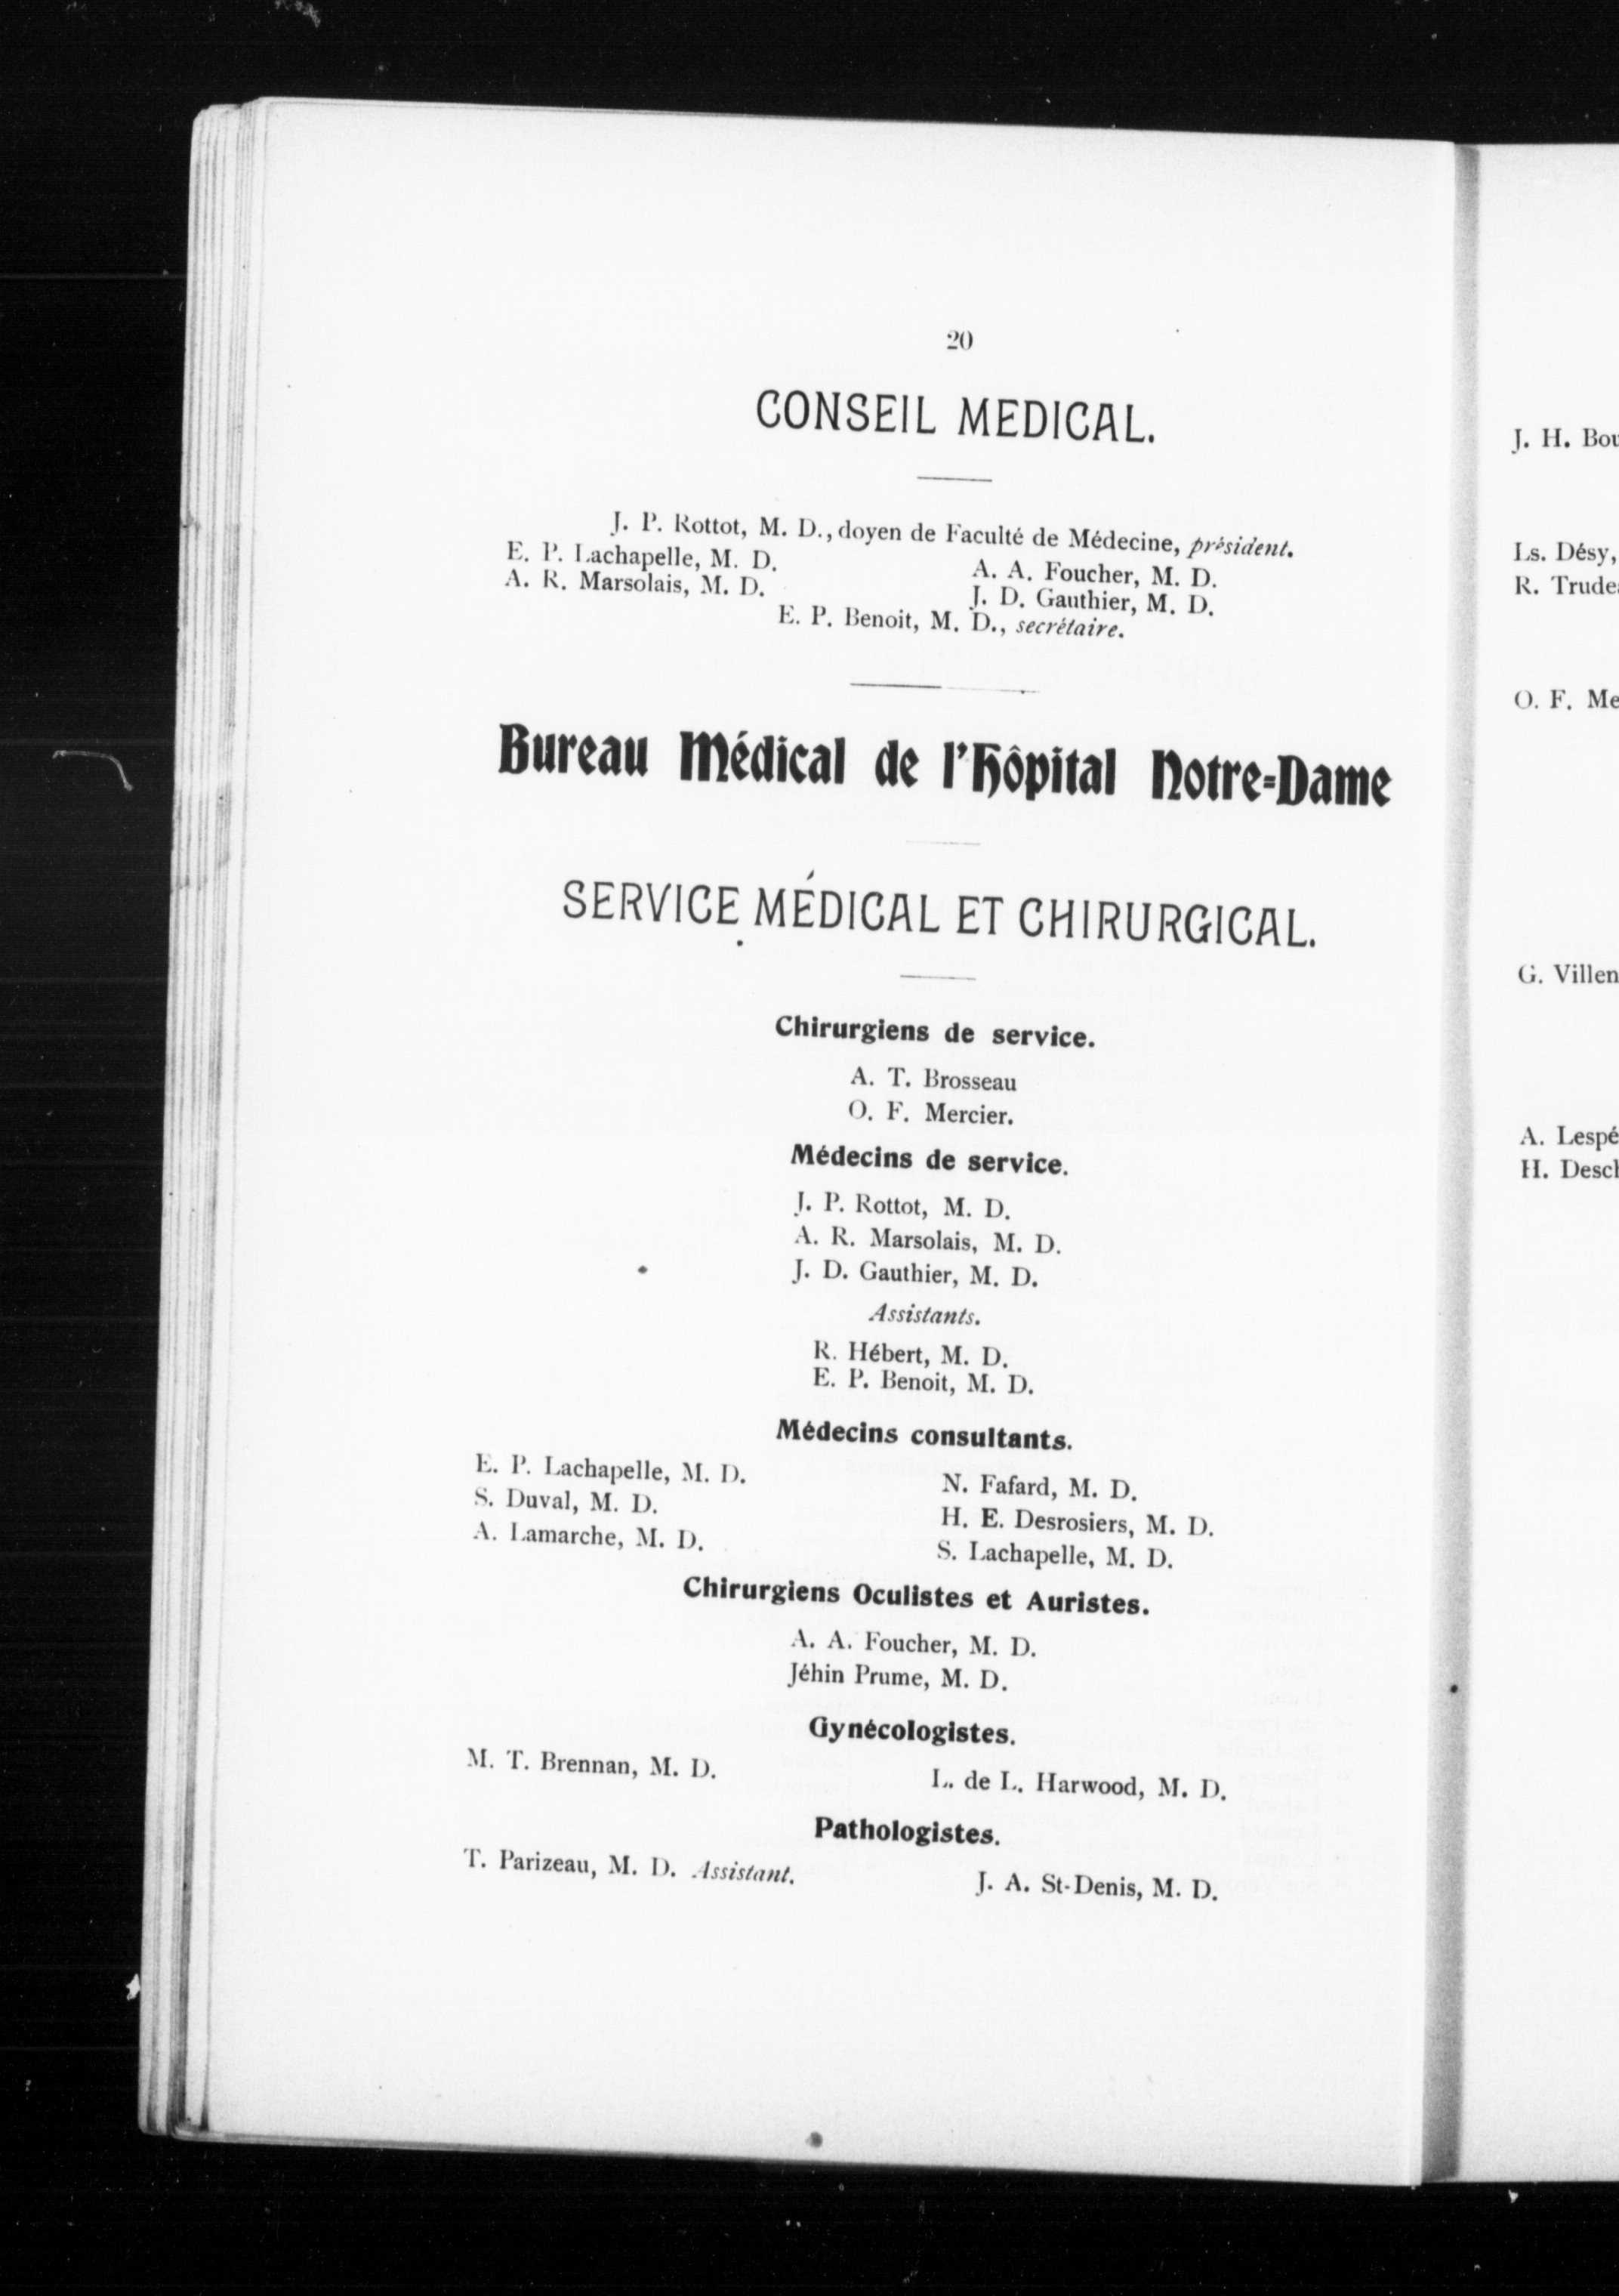 20
CONSEIL MEDICAL.
J. P. Rottot, M. D., doyen de Faculté de Médecine, président.
E. P. Lachapelle, M. D. A. A. Foucher, M. D.
A. R. Marsolais, M. D. J. D. Gauthier, M. D.
E. P. Benoit, M. D., secrétaire.
Bureau Médical de l'Hôpital Notre-Dame
SERVICE MÉDICAL ET CHIRURGICAL.
Chirurgiens de service.
A. T. Brosseau
O. F. Mercier.
Médecins de service.
J. P. Rottot, M. D.
A. R. Marsolais, M. D.
J. D. Gauthier, M. D.
Assistants.
R. Hébert, M. D.
E. P. Benoit, M. D.
Médecins consultants.
E. P. Lachapelle, M. D. N. Fafard, M. D.
S. Duval, M. D. H. E. Desrosiers, M. D.
A. Lamarche, M. D. S. Lachapelle, M. D.
Chirurgiens Oculistes et Auristes.
A. A. Foucher, M. D.
Jéhin Prume, M. D.
Gynécologistes.
M. T. Brennan, M. D. L. de L. Harwood, M. D.
Pathologistes.
T. Parizeau, M. D. Assistant. J. A. St-Denis, M. D.
J. H.
Ls. Désy,
R.
O. F.
G.
A.
H.